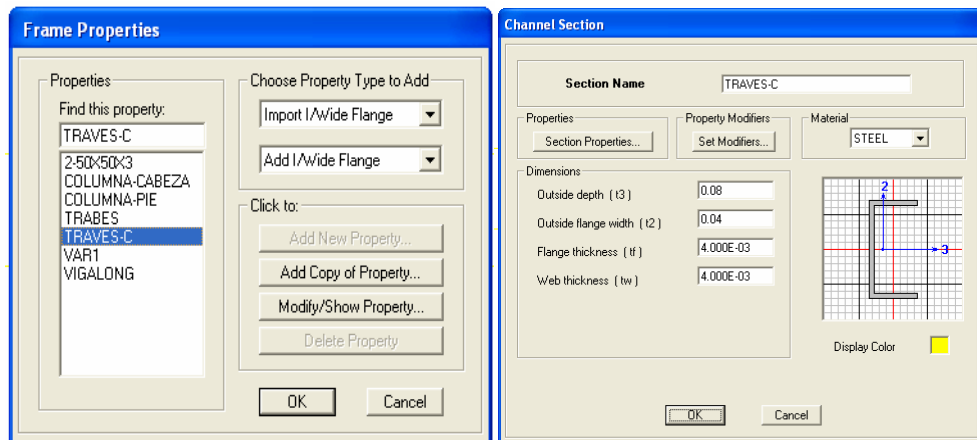 Frame Properties
Properties
Find this property:
TRAVES-C
2-50X50X3
COLUMNA-CABEZA
COLUMNA-PIE
TRABES
TRAVES-C
VAR1
VIGALONG
Choose Property Type to Add
Import I/Wide Flange
Add I/Wide Flange
Click to:
Add New Property...
Add Copy of Property...
Modify/Show Property...
Delete Property
OK
Cancel
Channel Section
Section Name
TRAVES-C
Properties
Section Properties...
Property Modifiers
Set Modifiers...
Material
STEEL
Dimensions
Outside depth ( t3 )
0.08
Outside flange width ( t2 )
0.04
Flange thickness ( tf )
4.000E-03
Web thickness ( tw )
4.000E-03
2
3
Display Color
OK
Cancel